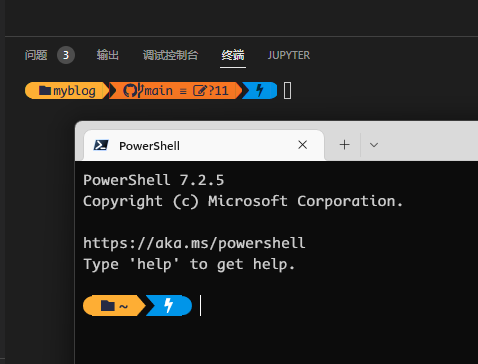 问题 3 输出 调试控制台 终端 JUPYTER
myblog main ≡ ?11
PowerShell
PowerShell 7.2.5
Copyright (c) Microsoft Corporation.
https://aka.ms/powershell
Type 'help' to get help.
~